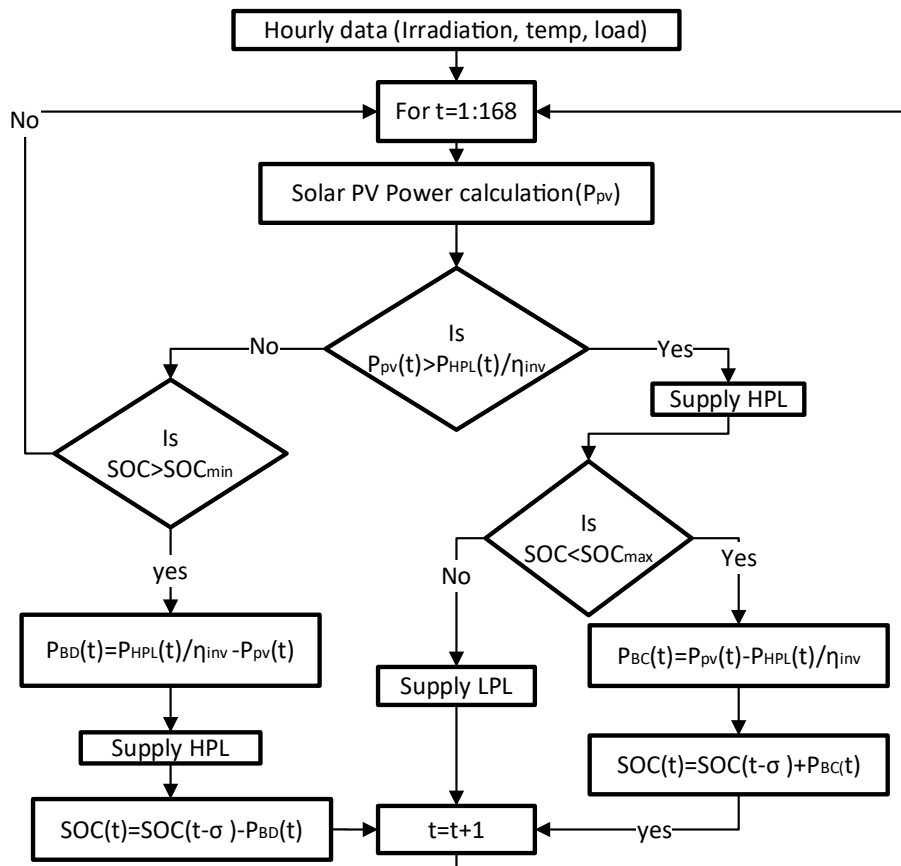 Hourly data (Irradiation, temp, load)
No
For t=1:168
Solar PV Power calculation(Ppv)
Is
Ppv(t)>PHPL(t)/ηinv
No
Yes
Supply HPL
Is
SOC>SOCmin
Is
SOC<SOCmax
yes
No
Yes
PBD(t)=PHPL(t)/ηinv -Ppv(t)
PBC(t)=Ppv(t)-PHPL(t)/ηinv
Supply LPL
Supply HPL
SOC(t)=SOC(t-σ )+PBC(t)
SOC(t)=SOC(t-σ )-PBD(t)
t=t+1
yes